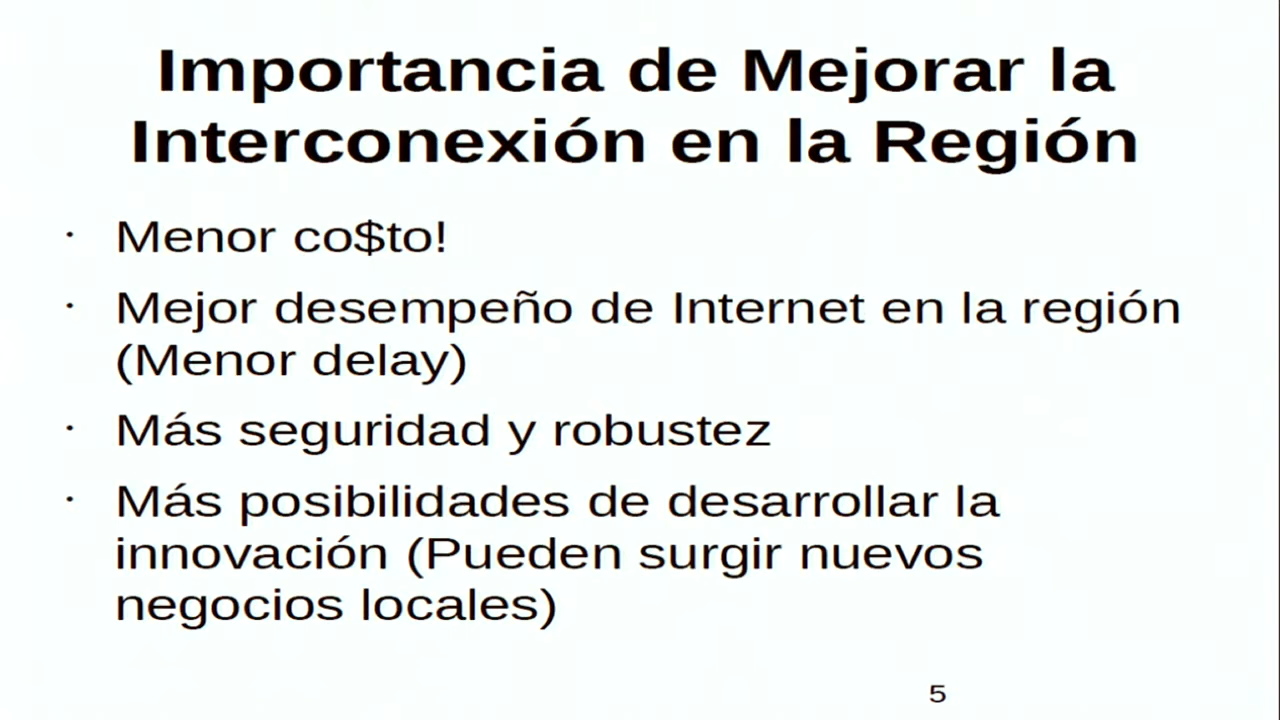 Importancia de Mejorar la
Interconexión en la Región
· Menor co$to!
· Mejor desempeño de Internet en la región
(Menor delay)
· Más seguridad y robustez
· Más posibilidades de desarrollar la
innovación (Pueden surgir nuevos
negocios locales)
5